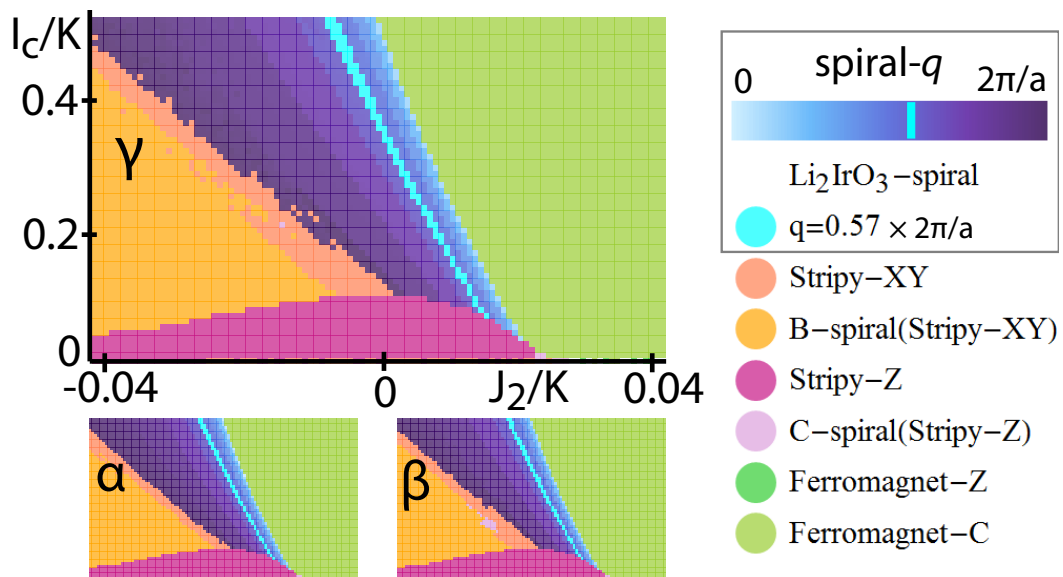 I_c/K
0.4
γ
0.2
0
-0.04
0
J_2/K
0.04
α
β
spiral-q
0
2π/a
Li_2IrO_3-spiral
q=0.57 × 2π/a
Stripy-XY
B-spiral(Stripy-XY)
Stripy-Z
C-spiral(Stripy-Z)
Ferromagnet-Z
Ferromagnet-C